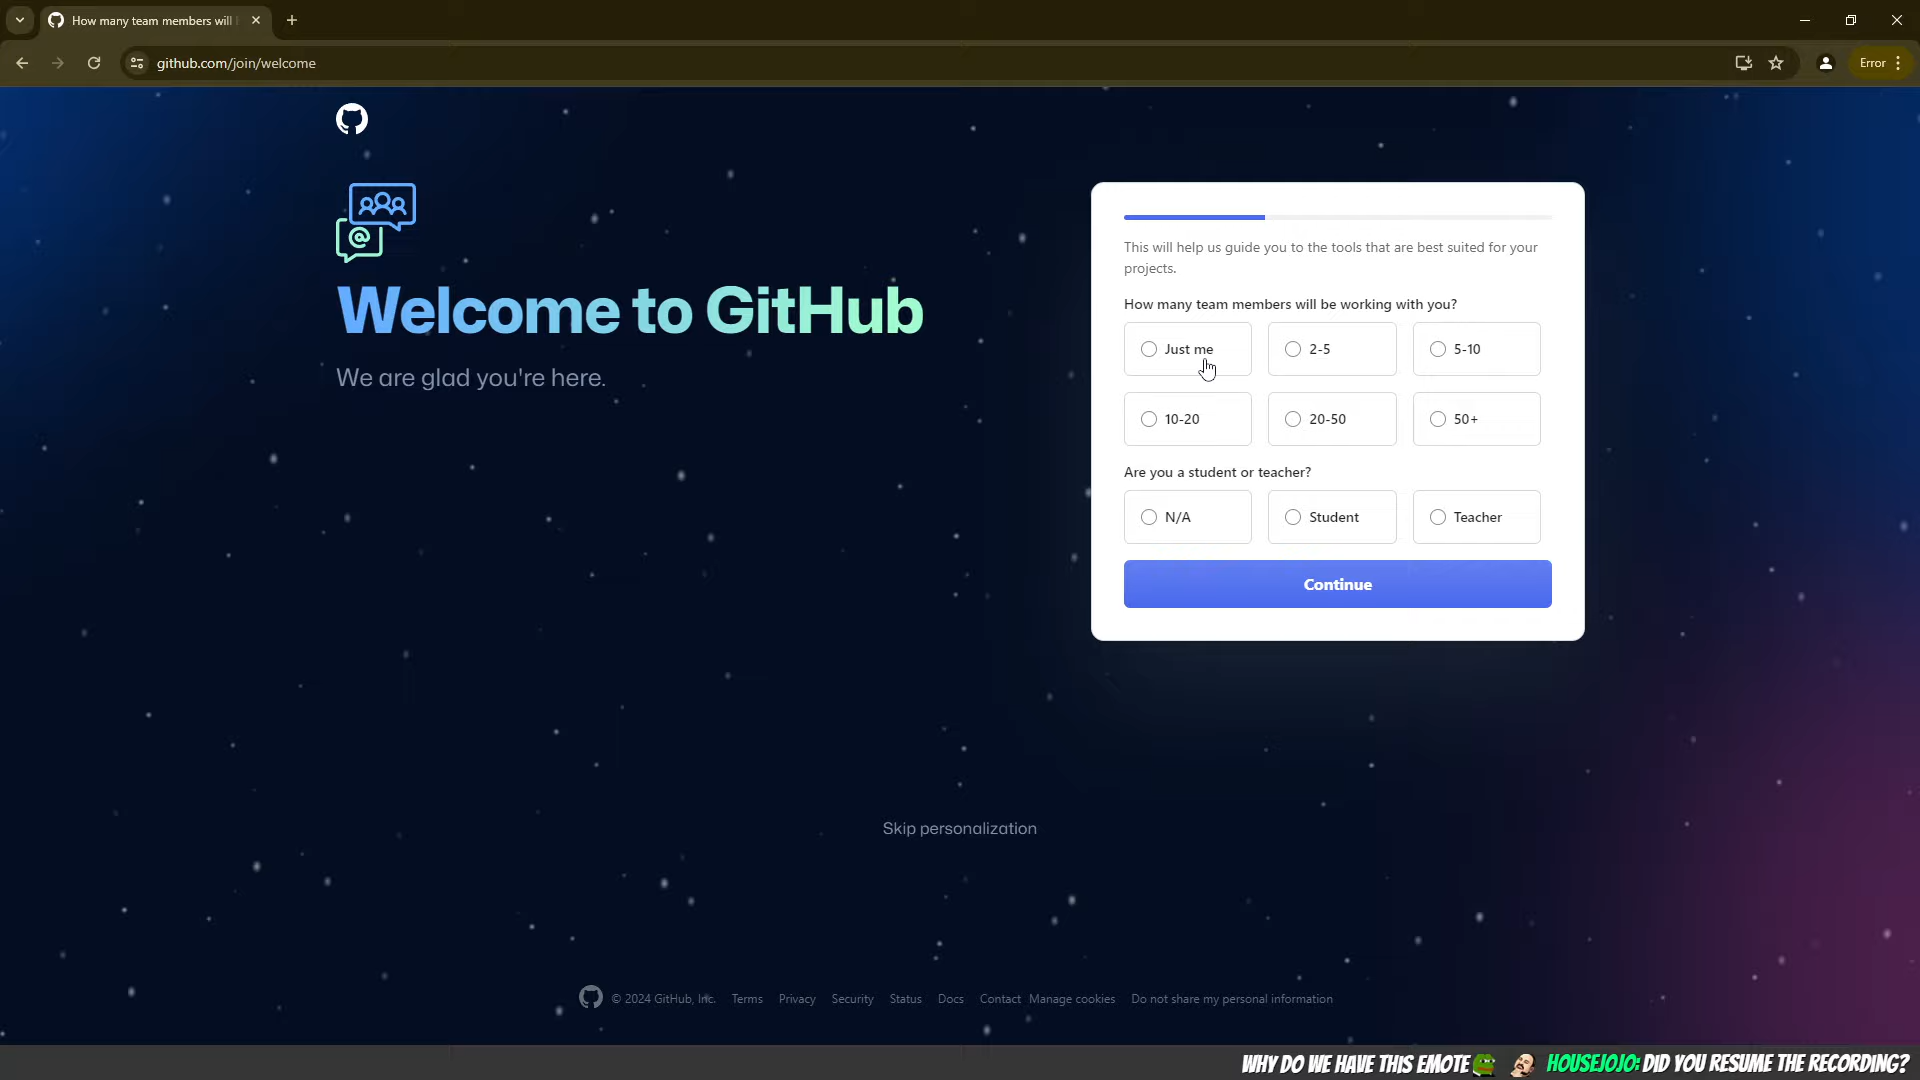 How many team members will
github.com/join/welcome
Error
Welcome to GitHub
We are glad you're here.
This will help us guide you to the tools that are best suited for your
projects.
How many team members will be working with you?
Just me
2-5
5-10
10-20
20-50
50+
Are you a student or teacher?
N/A
Student
Teacher
Continue
Skip personalization
© 2024 GitHub, Inc. Terms Privacy Security Status Docs Contact Manage cookies Do not share my personal information
WHY DO WE HAVE THIS EMOTE HOUSEJOJO: DID YOU RESUME THE RECORDING?